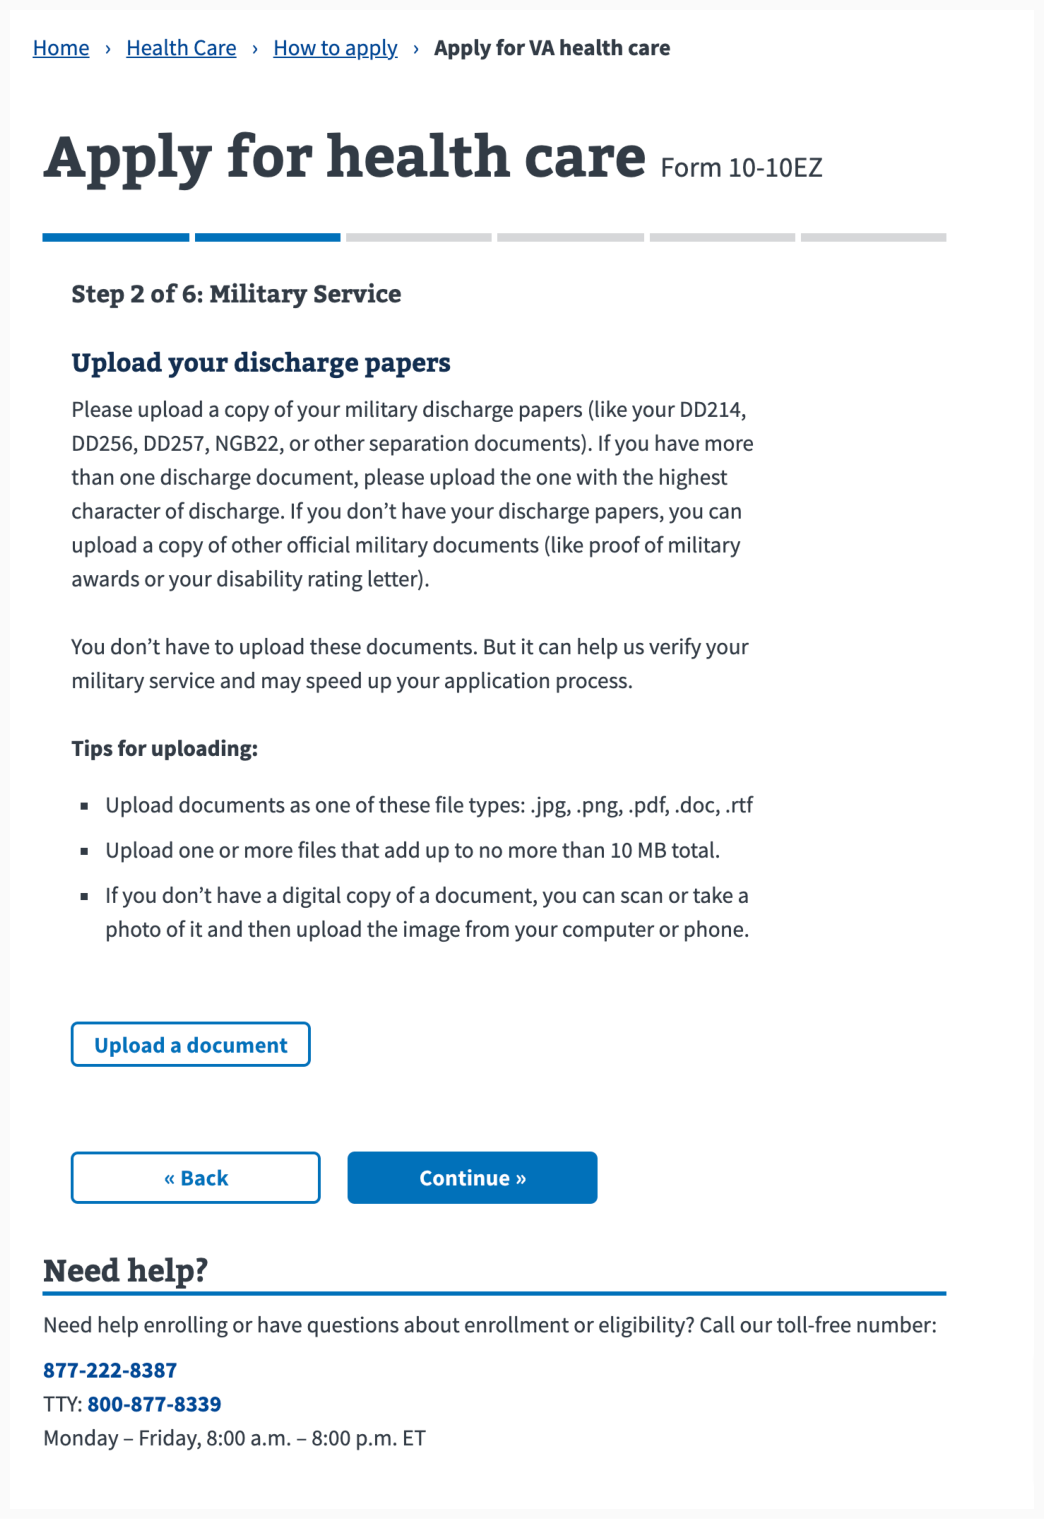 Home › Health Care › How to apply › Apply for VA health care
Apply for health care Form 10-10EZ
Step 2 of 6: Military Service
Upload your discharge papers
Please upload a copy of your military discharge papers (like your DD214,
DD256, DD257, NGB22, or other separation documents). If you have more
than one discharge document, please upload the one with the highest
character of discharge. If you don’t have your discharge papers, you can
upload a copy of other official military documents (like proof of military
awards or your disability rating letter).
You don’t have to upload these documents. But it can help us verify your
military service and may speed up your application process.
Tips for uploading:
▪ Upload documents as one of these file types: .jpg, .png, .pdf, .doc, .rtf
▪ Upload one or more files that add up to no more than 10 MB total.
▪ If you don’t have a digital copy of a document, you can scan or take a
photo of it and then upload the image from your computer or phone.
Upload a document
« Back
Continue »
Need help?
Need help enrolling or have questions about enrollment or eligibility? Call our toll-free number:
877-222-8387
TTY: 800-877-8339
Monday – Friday, 8:00 a.m. – 8:00 p.m. ET